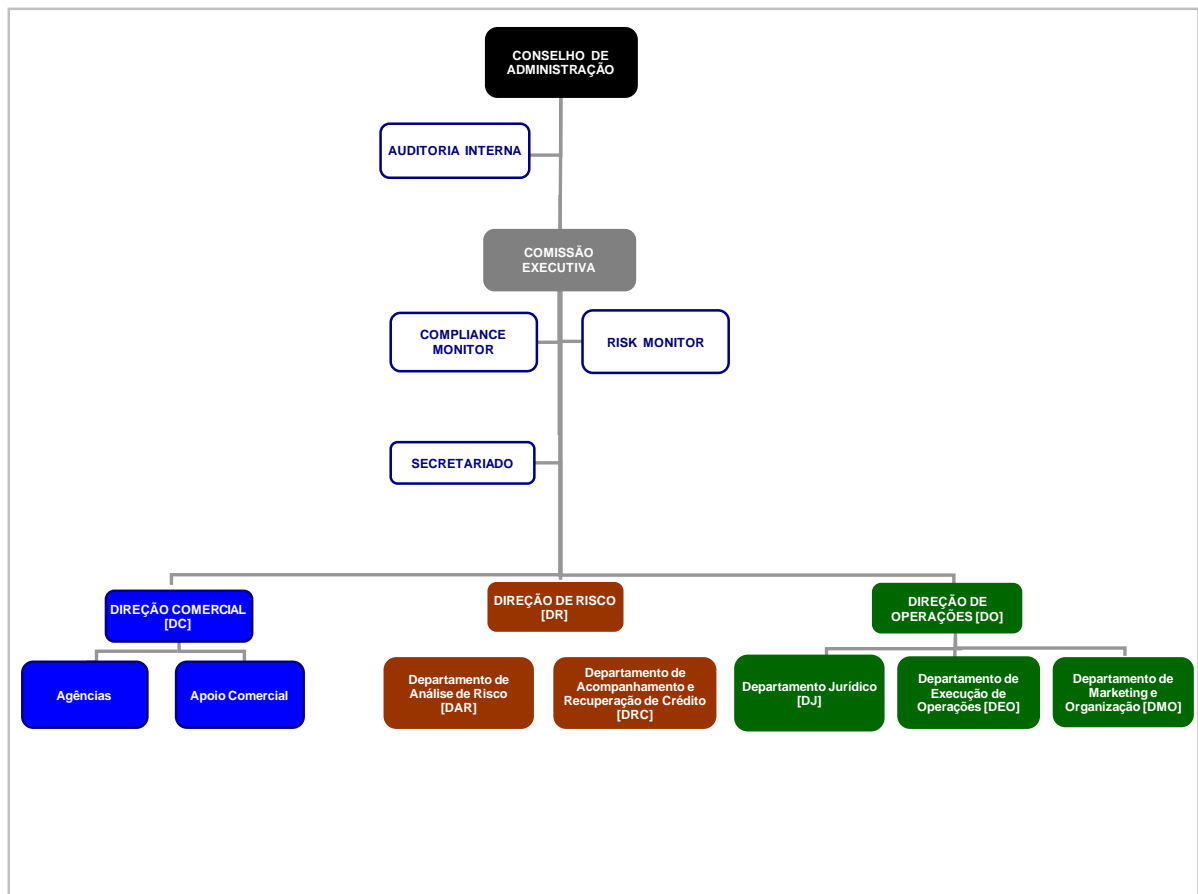 CONSELHO DE
ADMINISTRAÇÃO
AUDITORIA INTERNA
COMISSÃO
EXECUTIVA
COMPLIANCE
MONITOR
RISK MONITOR
SECRETARIADO
DIREÇÃO COMERCIAL
[DC]
DIREÇÃO DE RISCO
[DR]
DIREÇÃO DE
OPERAÇÕES [DO]
Agências
Apoio Comercial
Departamento de
Análise de Risco
[DAR]
Departamento de
Acompanhamento e
Recuperação de Crédito
[DRC]
Departamento Jurídico
[DJ]
Departamento de
Execução de
Operações [DEO]
Departamento de
Marketing e
Organização [DMO]